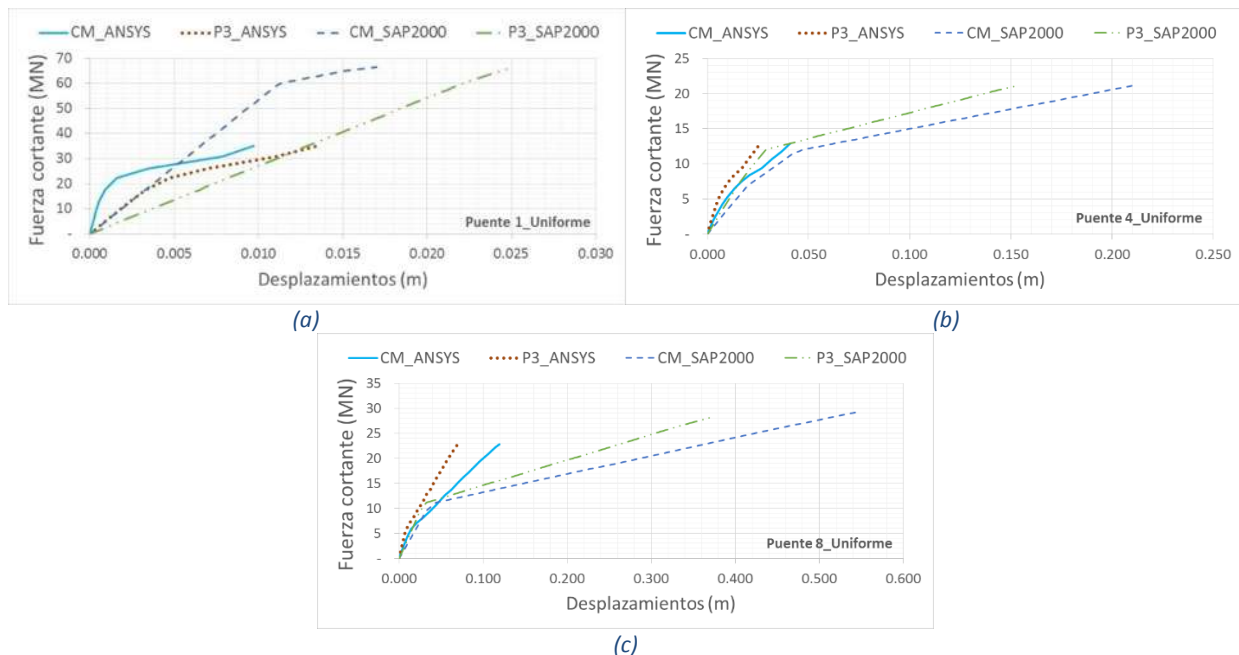 CM_ANSYS P3_ANSYS CM_SAP2000 P3_SAP2000
Fuerza cortante (MN)
70
60
50
40
30
20
10
-
0.000 0.005 0.010 0.015 0.020 0.025 0.030
Puente 1_Uniforme
Desplazamientos (m)
(a)
CM_ANSYS P3_ANSYS CM_SAP2000 P3_SAP2000
Fuerza cortante (MN)
25
20
15
10
5
-
0.000 0.050 0.100 0.150 0.200 0.250
Puente 4_Uniforme
Desplazamientos (m)
(b)
CM_ANSYS P3_ANSYS CM_SAP2000 P3_SAP2000
Fuerza cortante (MN)
35
30
25
20
15
10
5
-
0.000 0.100 0.200 0.300 0.400 0.500 0.600
Puente 8_Uniforme
Desplazamientos (m)
(c)